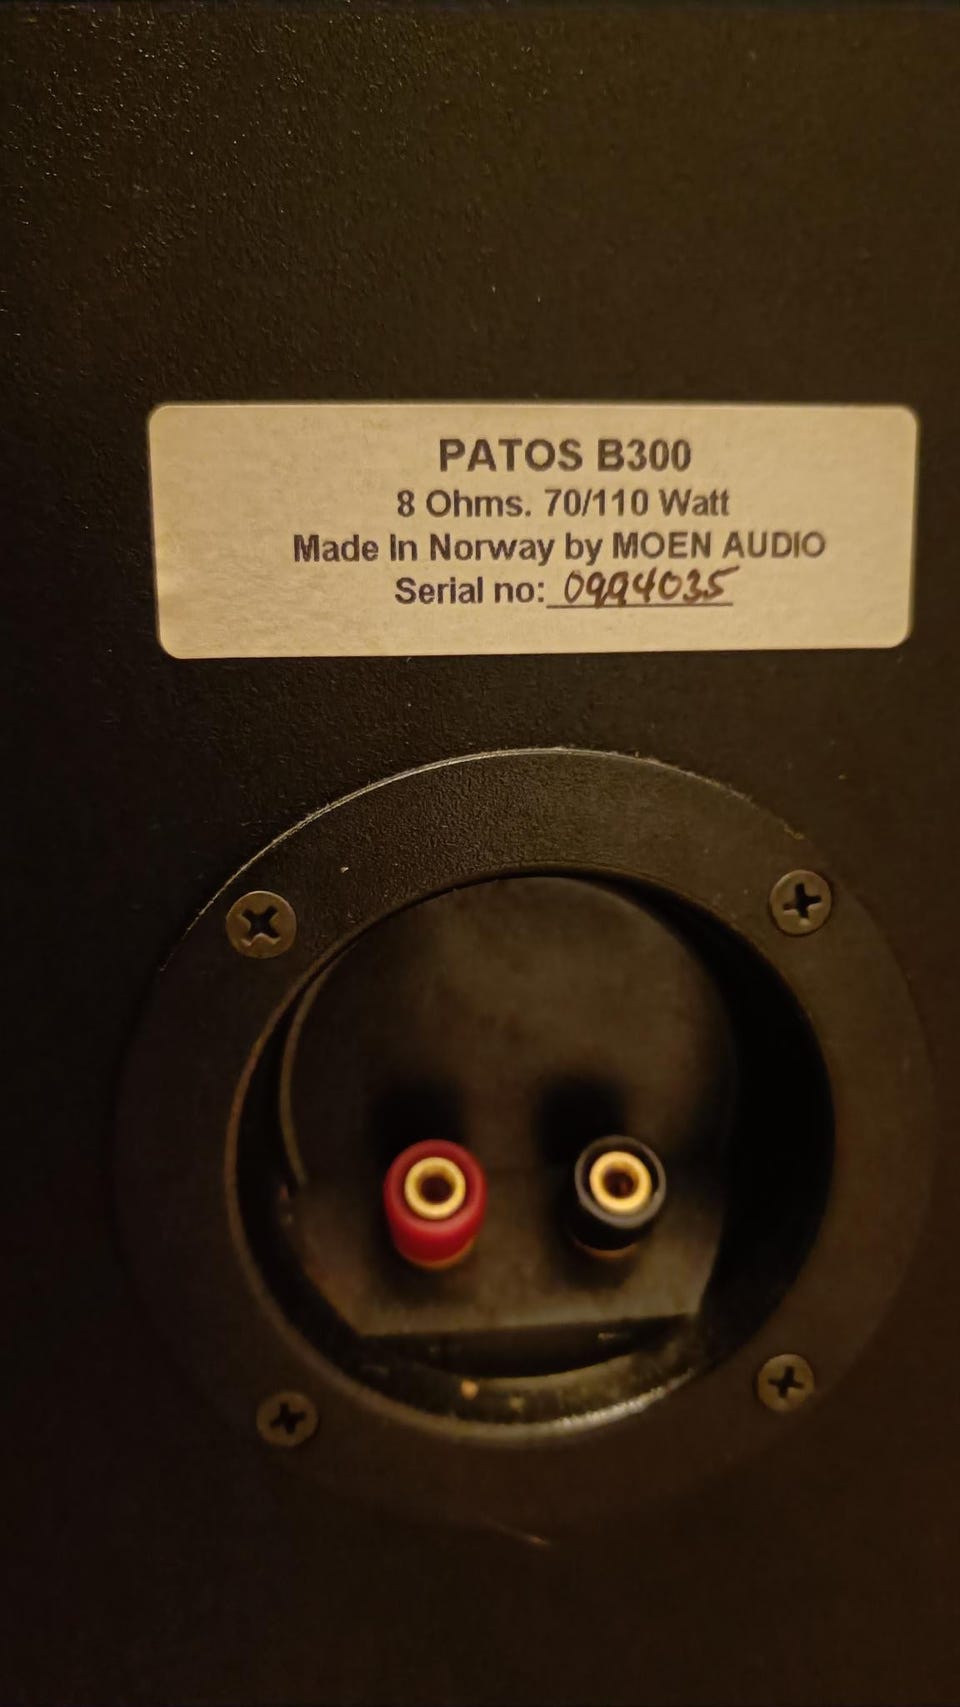 PATOS B300
8 Ohms. 70/110 Watt
Made In Norway by MOEN AUDIO
Serial no: 0994035